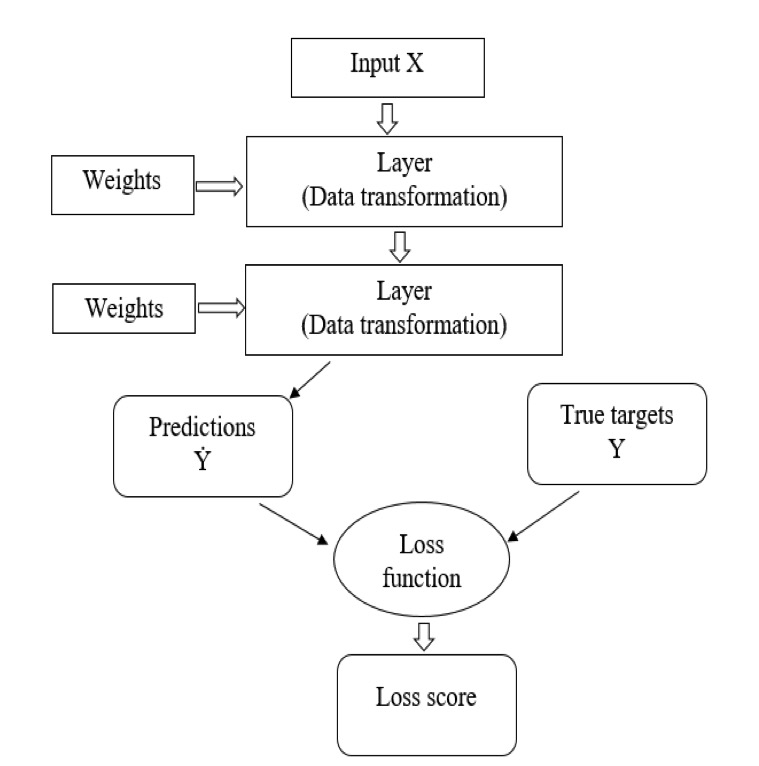 Input X
Weights
Layer
(Data transformation)
Weights
Layer
(Data transformation)
Predictions
Ẏ
True targets
Y
Loss
function
Loss score